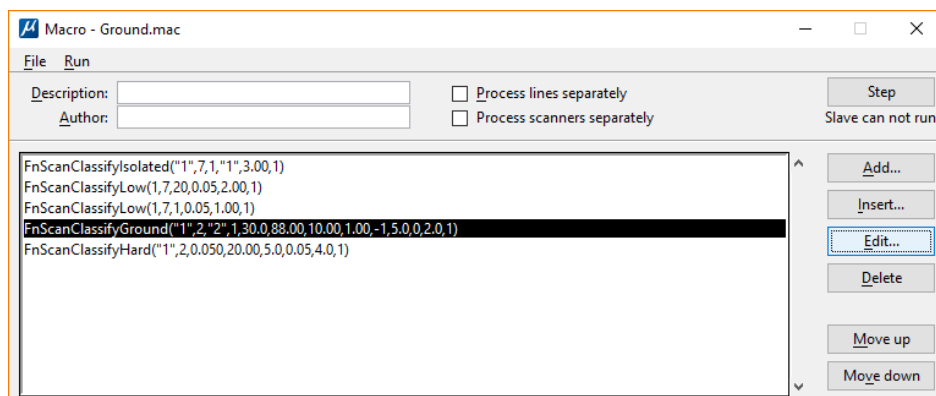 Macro - Ground.mac
File Run
Description:
Process lines separately
Step
Author:
Process scanners separately
Slave can not run
FnScanClassifyIsolated("1",7,1,"1",3.00,1)
Add...
FnScanClassifyLow(1,7,20,0.05,2.00,1)
FnScanClassifyLow(1,7,1,0.05,1.00,1)
Insert...
FnScanClassifyGround("1",2,"2",1,30.0,88.00,10.00,1.00,-1,5.0,0,2.0,1)
Edit...
FnScanClassifyHard("1",2,0.050,20.00,5.0,0.05,4.0,1)
Delete
Move up
Move down